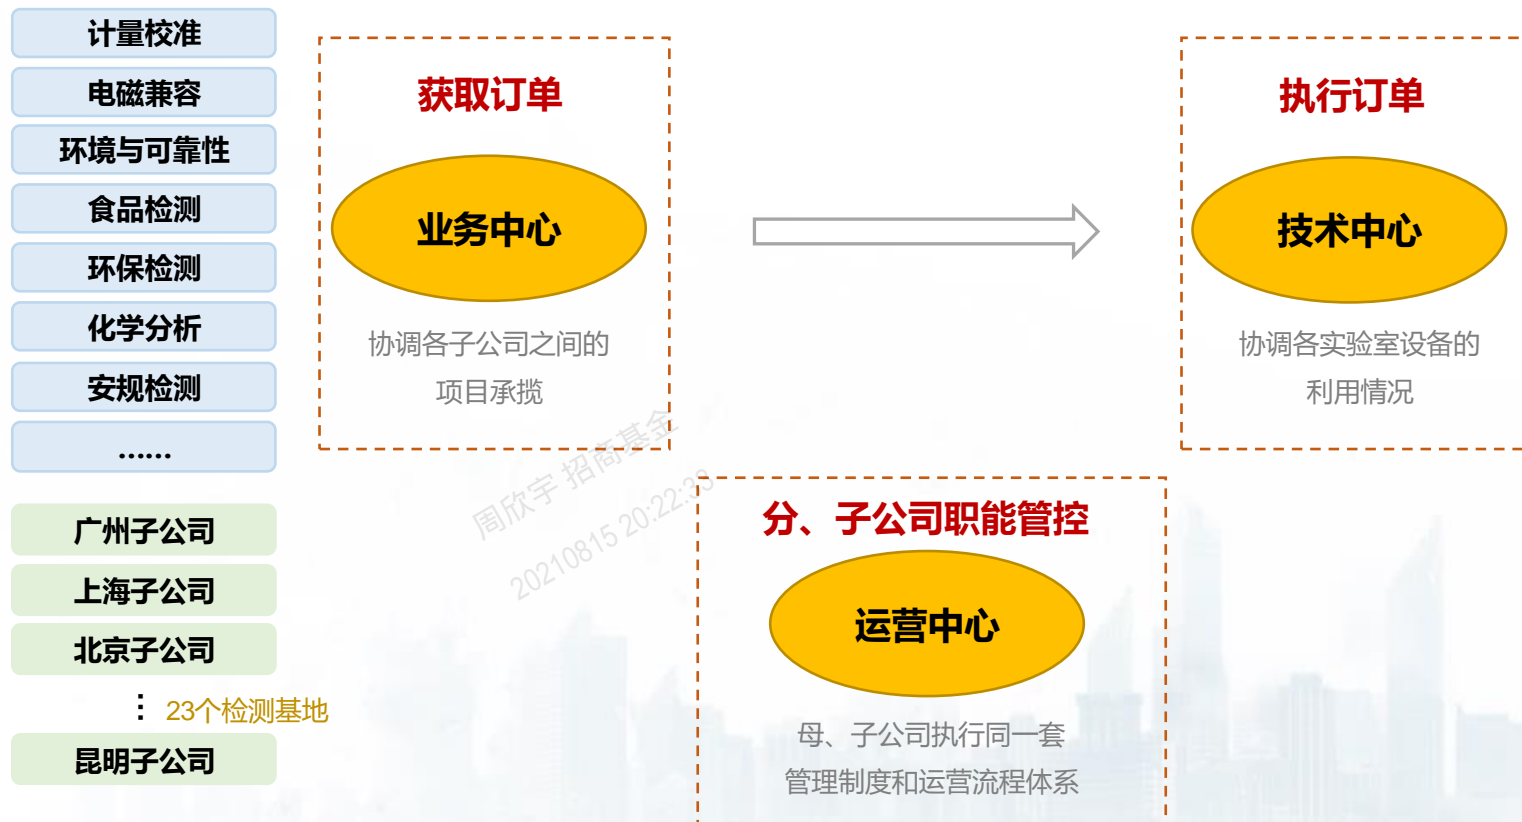 计量校准
电磁兼容
环境与可靠性
食品检测
环保检测
化学分析
安规检测
……
广州子公司
上海子公司
北京子公司
⋮ 23个检测基地
昆明子公司
获取订单
业务中心
协调各子公司之间的
项目承揽
执行订单
技术中心
协调各实验室设备的
利用情况
分、子公司职能管控
运营中心
母、子公司执行同一套
管理制度和运营流程体系
周欣宇 招商基金
20210815 20:22:33